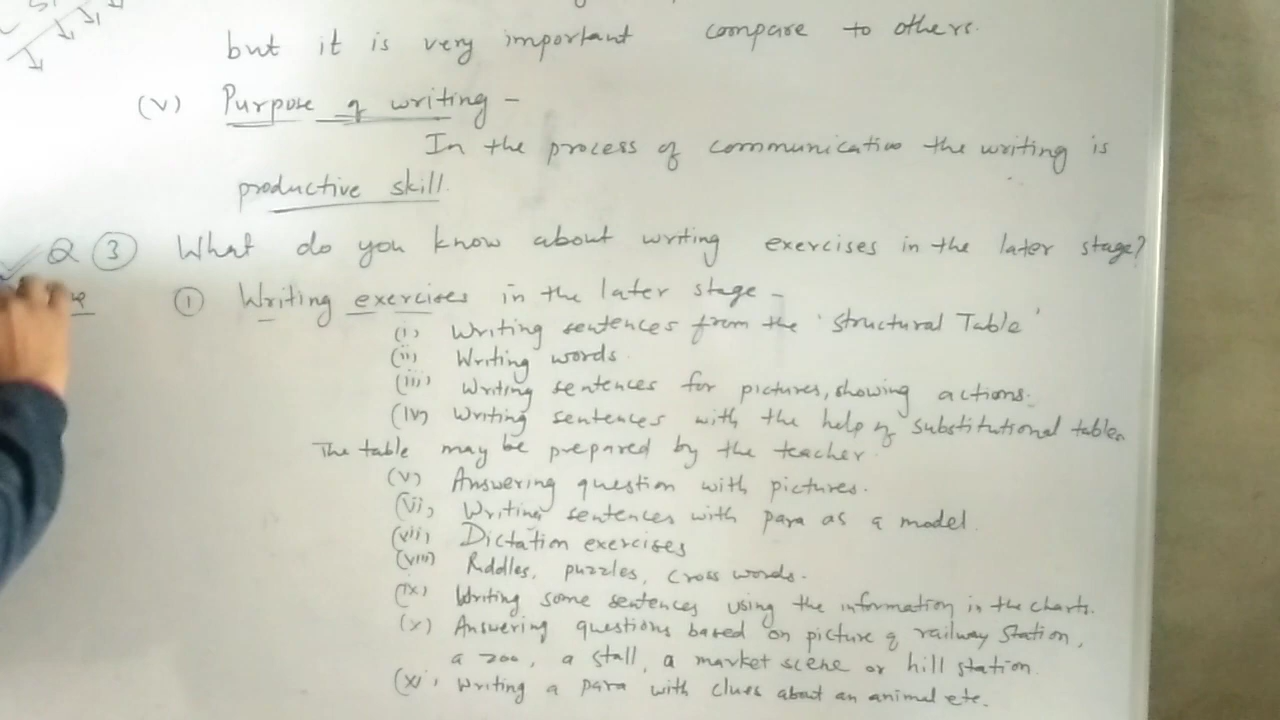 but it is very important compare to others.
(V) Purpose of writing -
In the process of communication the writing is
productive skill.
Q ③ What do you know about writing exercises in the later stage?
① Writing exercises in the later stage -
(i) Writing sentences from the 'structural Table'
(ii) Writing words.
(iii) Writing sentences for pictures, showing actions.
(iv) Writing sentences with the help of substitutional tables
The table may be prepared by the teacher.
(v) Answering question with pictures.
(vi) Writing sentences with para as a model.
(vii) Dictation exercises
(viii) Riddles, puzzles, cross words.
(ix) Writing some sentences using the information in the charts.
(x) Answering questions based on picture of railway station,
a zoo, a stall, a market scene or hill station.
(xi) Writing a para with clues about an animal etc.